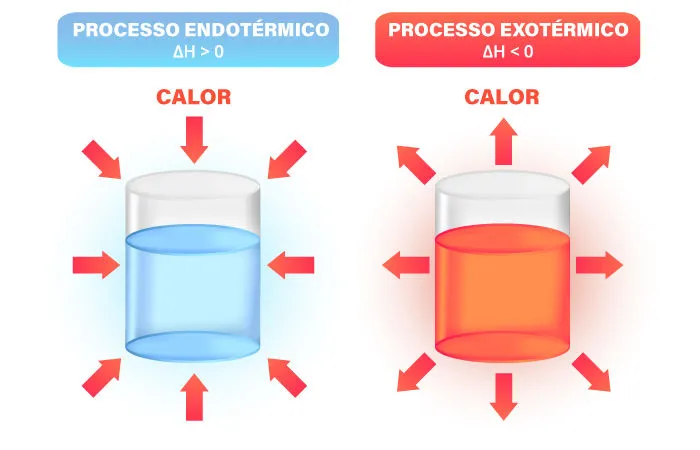 PROCESSO ENDOTÉRMICO
ΔH > 0
CALOR
PROCESSO EXOTÉRMICO
ΔH < 0
CALOR